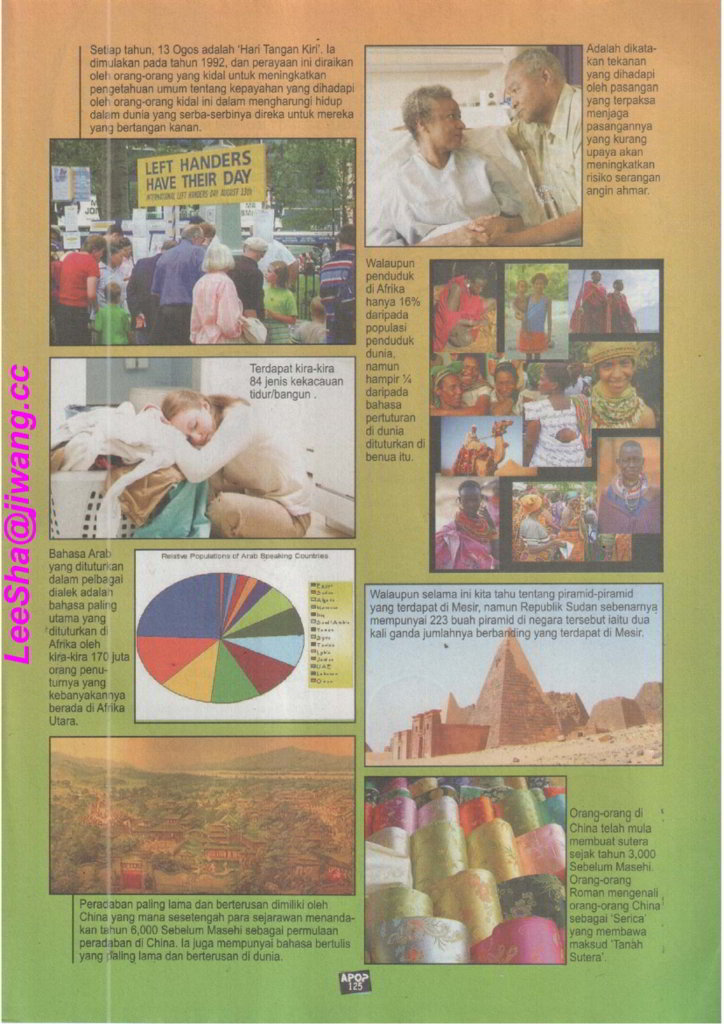 Setiap tahun, 13 Ogos adalah 'Hari Tangan Kiri'. Ia
dimulakan pada tahun 1992, dan perayaan ini diraikan
oleh orang-orang yang kidal untuk meningkatkan
pengetahuan umum tentang kepayahan yang dihadapi
oleh orang-orang kidal ini dalam mengharungi hidup
dalam dunia yang serba-serbinya direka untuk mereka
yang bertangan kanan.
LEFT HANDERS
HAVE THEIR DAY
INTERNATIONAL LEFT HANDERS DAY AUGUST 13th
Adalah dikata-
kan tekanan
yang dihadapi
oleh pasangan
yang terpaksa
menjaga
pasangannya
yang kurang
upaya akan
meningkatkan
risiko serangan
angin ahmar.
Walaupun
penduduk
di Afrika
hanya 16%
daripada
populasi
penduduk
dunia,
namun
hampir ¼
daripada
bahasa
pertuturan
di dunia
dituturkan di
benua itu.
Terdapat kira-kira
84 jenis kekacauan
tidur/bangun .
LeeSha@jiwang.cc
Bahasa Arab
yang dituturkan
dalam pelbagai
dialek adalah
bahasa paling
utama yang
dituturkan di
Afrika oleh
kira-kira 170 juta
orang penu-
turnya yang
kebanyakannya
berada di Afrika
Utara.
Relative Populations of Arab Speaking Countries
Walaupun selama ini kita tahu tentang piramid-piramid
yang terdapat di Mesir, namun Republik Sudan sebenarnya
mempunyai 223 buah piramid di negara tersebut iaitu dua
kali ganda jumlahnya berbanding yang terdapat di Mesir.
Peradaban paling lama dan berterusan dimiliki oleh
China yang mana sesetengah para sejarawan menanda-
kan tahun 6,000 Sebelum Masehi sebagai permulaan
peradaban di China. Ia juga mempunyai bahasa bertulis
yang paling lama dan berterusan di dunia.
Orang-orang di
China telah mula
membuat sutera
sejak tahun 3,000
Sebelum Masehi.
Orang-orang
Roman mengenali
orang-orang China
sebagai 'Serica'
yang membawa
maksud 'Tanah
Sutera'.
APO?
125